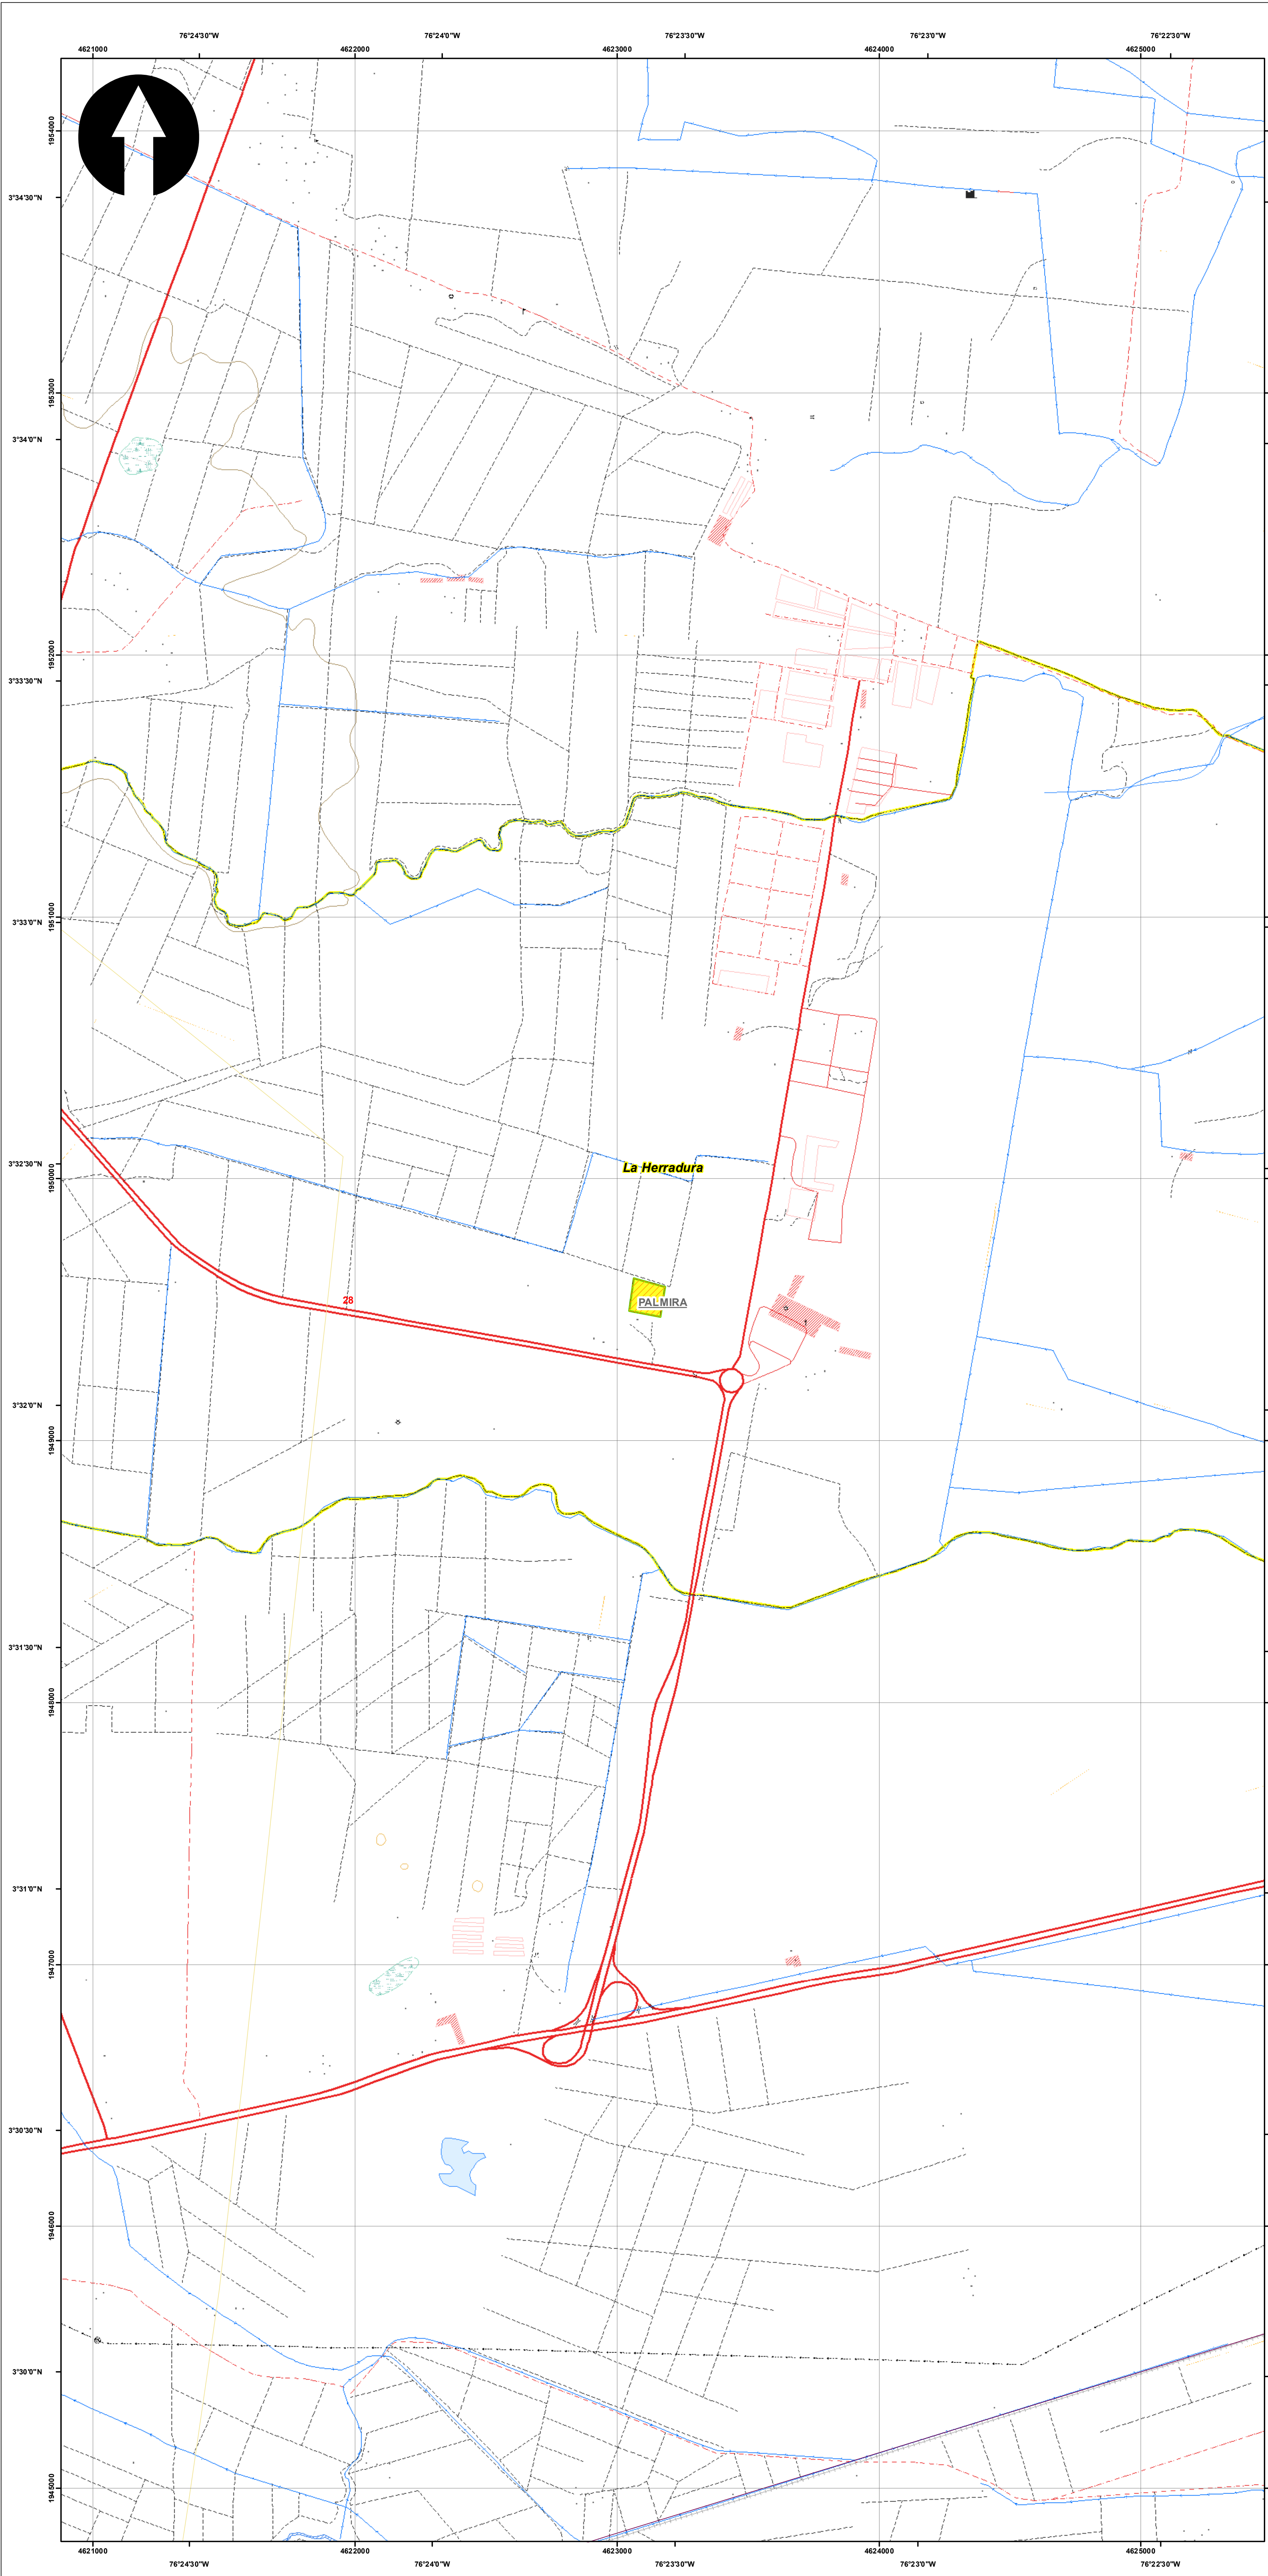 76°24'30"W 76°24'0"W 76°23'30"W 76°23'0"W 76°22'30"W
4621000 4622000 4623000 4624000 4625000
1954000
3°34'30"N
1953000
3°34'0"N
1952000
3°33'30"N
1951000
3°33'0"N
La Herradura
3°32'30"N
1950000
28
PALMIRA
3°32'0"N
1949000
3°31'30"N
1948000
3°31'0"N
1947000
3°30'30"N
1946000
3°30'0"N
1945000
4621000 4622000 4623000 4624000 4625000
76°24'30"W 76°24'0"W 76°23'30"W 76°23'0"W 76°22'30"W